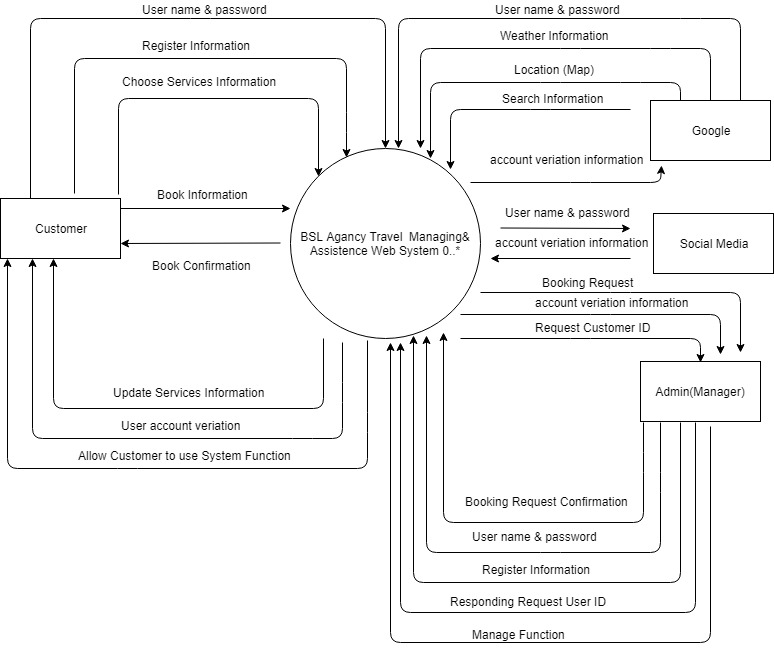 User name & password
User name & password
Register Information
Weather Information
Choose Services Information
Location (Map)
Search Information
Google
account veriation information
Book Information
User name & password
Customer
BSL Agancy Travel Managing&
Assistence Web System 0..*
account veriation information
Social Media
Book Confirmation
Booking Request
account veriation information
Request Customer ID
Update Services Information
Admin(Manager)
User account veriation
Allow Customer to use System Function
Booking Request Confirmation
User name & password
Register Information
Responding Request User ID
Manage Function